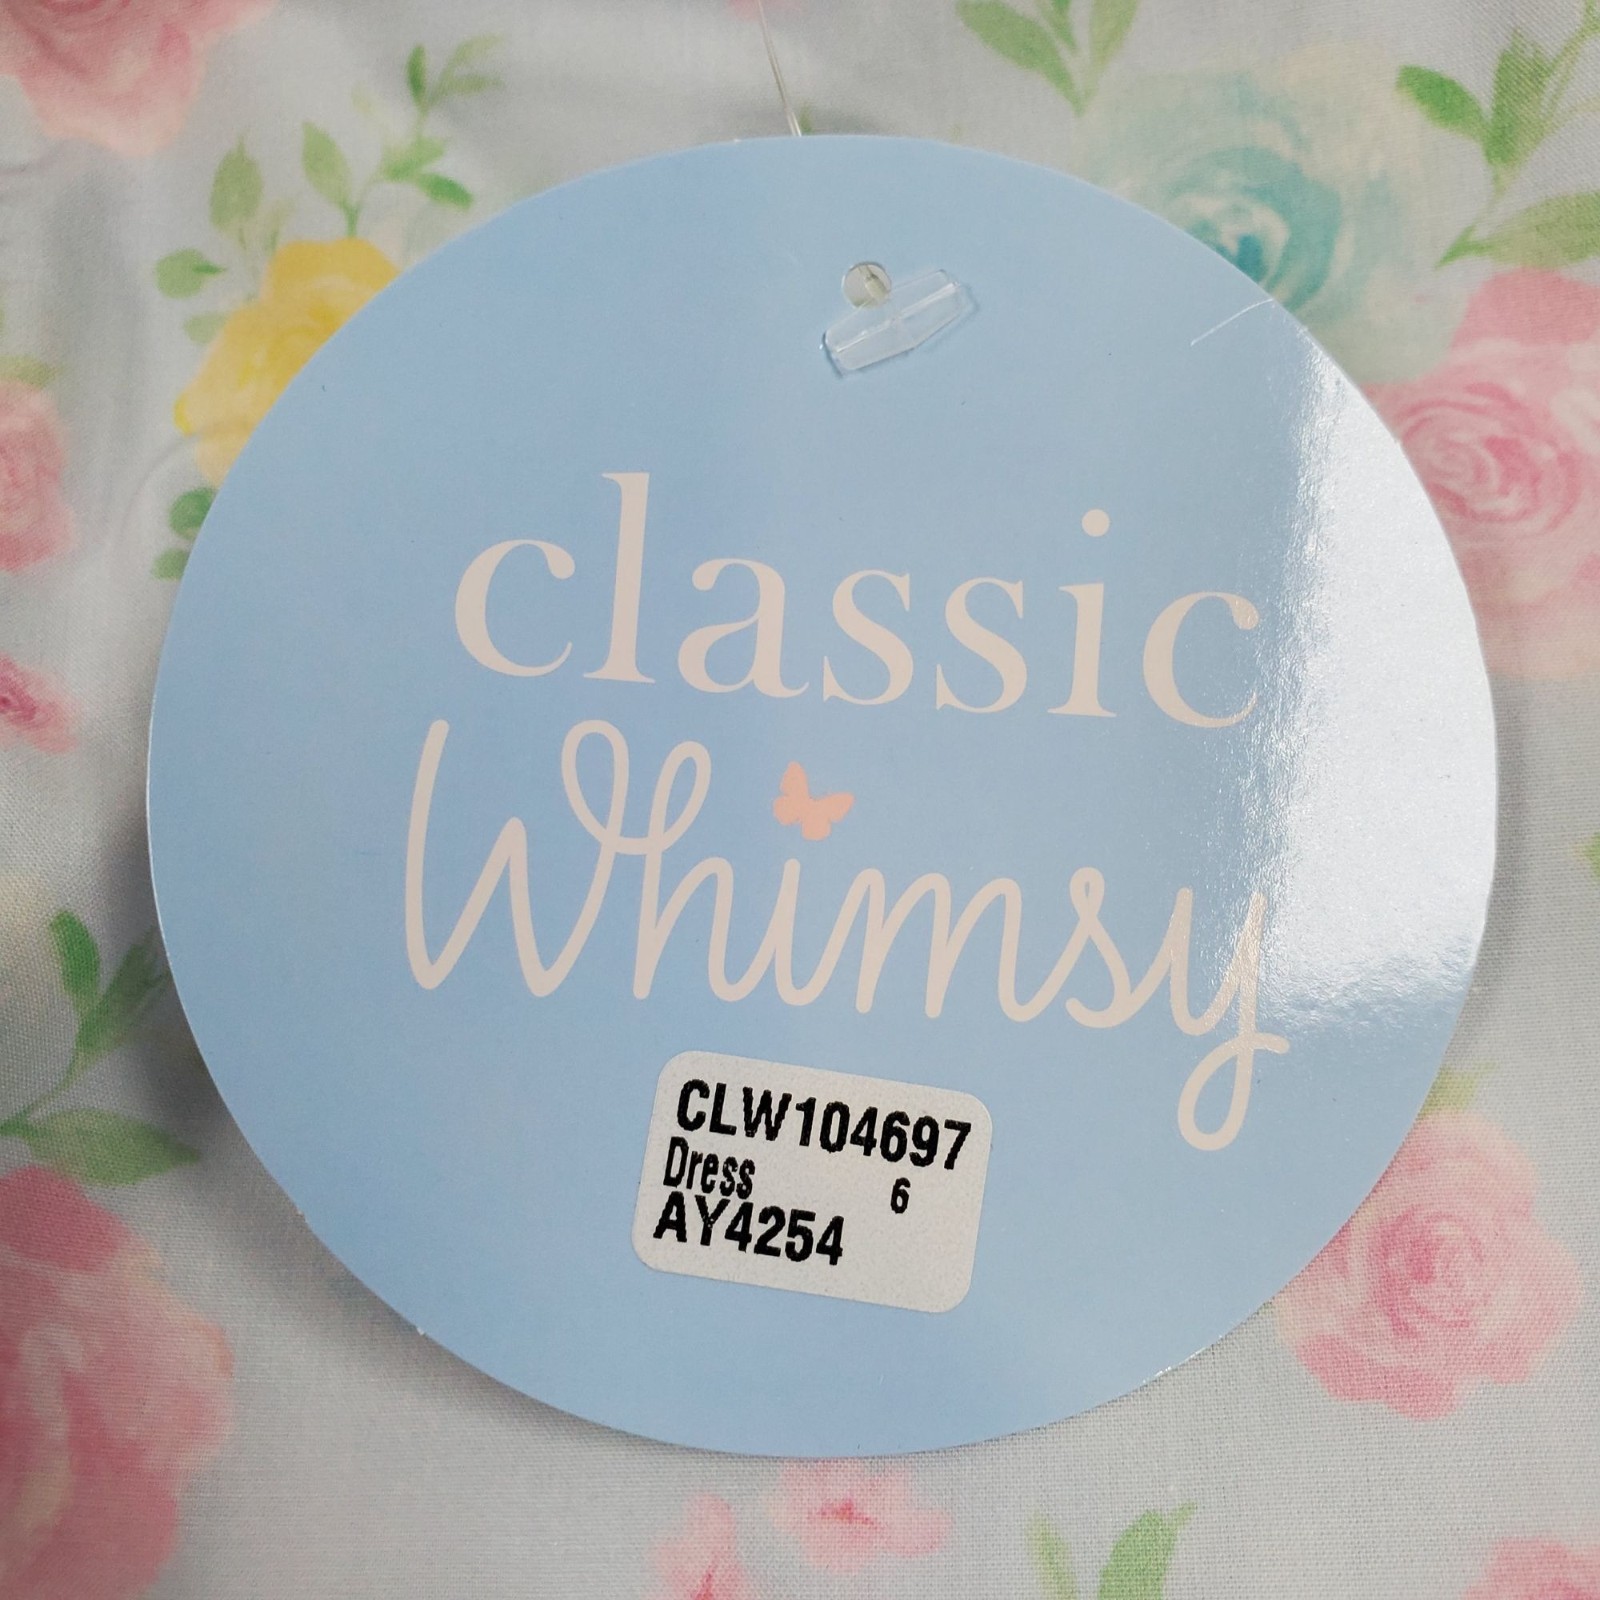 classic
Whimsy
CLW104697
Dress 6
AY4254